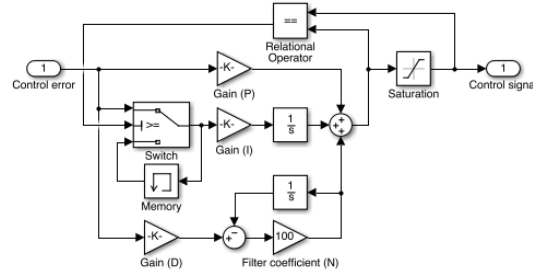 ==
Relational
Operator
1
Control error
-K-
Gain (P)
Saturation
1
Control signal
>=
Switch
-K-
Gain (I)
1
s
+
+
+
Memory
1
s
-K-
Gain (D)
+
−
100
Filter coefficient (N)